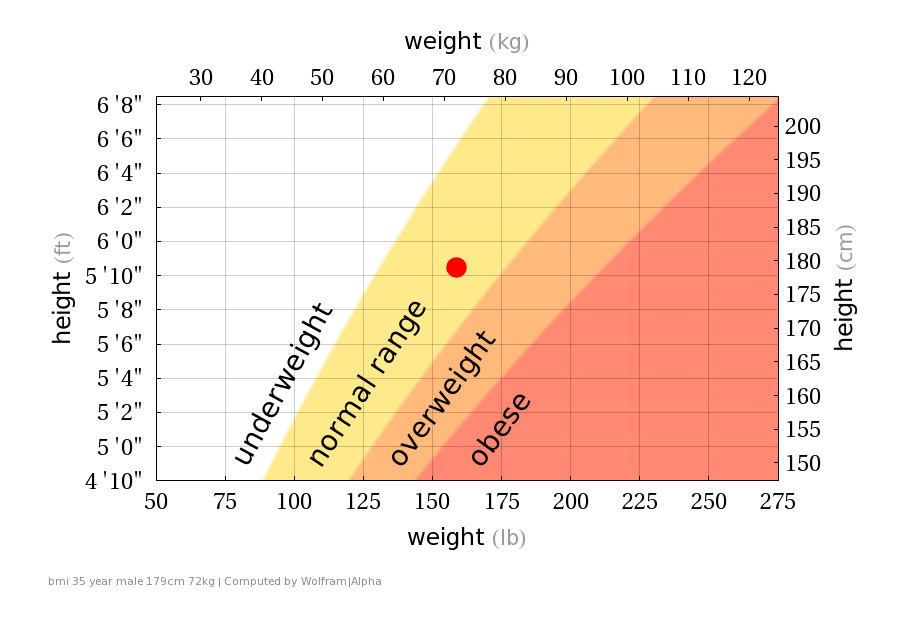 weight (kg)
30 40 50 60 70 80 90 100 110 120
6 '8"
6 '6"
6 '4"
6 '2"
6 '0"
5 '10"
5 '8"
5 '6"
5 '4"
5 '2"
5 '0"
4 '10"
height (ft)
underweight
normal range
overweight
obese
200
195
190
185
180
175
170
165
160
155
150
height (cm)
50 75 100 125 150 175 200 225 250 275
weight (lb)
bmi 35 year male 179cm 72kg | Computed by Wolfram|Alpha